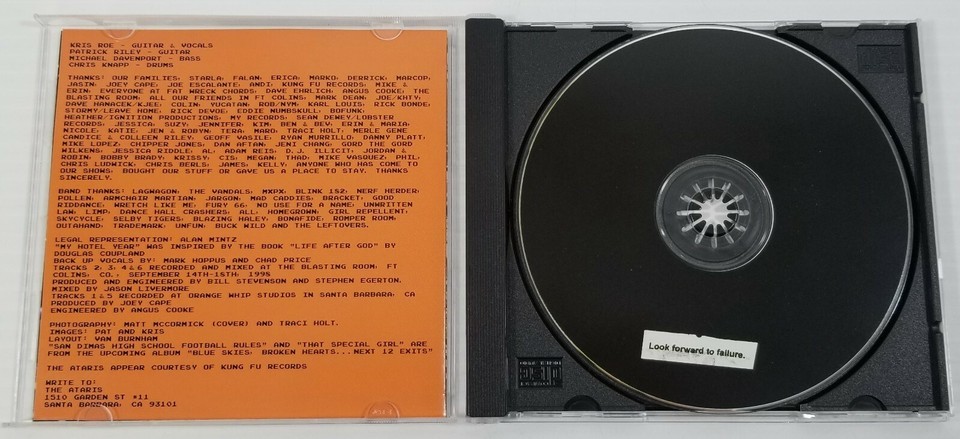 KRIS ROE - GUITAR & VOCALS
PATRICK RILEY - GUITAR
MICHAEL DAVENPORT - BASS
CHRIS KNAPP - DRUMS
THANKS: OUR FAMILIES, STARLA, FALAN, ERICA, MARKO, DERRICK, MARCOP,
JASIN, JOEY CAPE, JOE ESCALANTE, ANDI, KUNG FU RECORDS, MIKE &
ERIN, EVERYONE AT FAT WRECK CHORDS, DAVE EHRLICH, ANGUS COOKE, THE
BLASTING ROOM, ALL OUR FRIENDS IN FT COLINS, MARK DEAN, JOE/KHTY,
DAVE HANACEK/KJEE, COLIN, YUCATAN, ROB/NYM, KARL LOUIS, RICK BONDE,
STORMY/LEAVE HOME, RICK DEVOE, EDDIE NUMBSKULL, BOFUNK,
HEATHER/IGNITION PRODUCTIONS, MY RECORDS, SEAN DEWEY/LOBSTER
RECORDS, JESSICA, SUZY, JENNIFER, KIM, BEN & BEV, ERIN & MARIA,
NICOLE, KATIE, JEN & ROBYN, TERA, MARO, TRACI HOLT, MERLE GENE
CANDICE & COLLEEN RILEY, GEOFF VASILE, RYAN MURRILLO, DANNY PLATT,
MIKE LOPEZ, CHIPPER JONES, DAN AFTAN, JENI CHANG, GORD THE GORD
WILKENS, JESSICA RIDDLE, AL, ADAM REIS, D.J. ILLICIT, JORDAN &
ROBIN, BOBBY BRADY, KRISSY, CIS, MEGAN, THAD, MIKE VASQUEZ, PHIL,
CHRIS LUDWICK, CHRIS BERLS, JAMES, KELLY, ANYONE WHO HAS COME TO
OUR SHOWS, BOUGHT OUR STUFF OR GAVE US A PLACE TO STAY. THANKS
SINCERELY.
BAND THANKS: LAGWAGON, THE VANDALS, MXPX, BLINK 182, NERF HERDER,
POLLEN, ARMCHAIR MARTIAN, JARGON, MAD CADDIES, BRACKET, GOOD
RIDDANCE, WRETCH LIKE ME, FURY 66, NO USE FOR A NAME, UNWRITTEN
LAW, LIMP, DANCE HALL CRASHERS, ALL, HOMEGROWN, GIRL REPELLENT,
SKYCYCLE, SELBY TIGERS, BLAZING HALEY, BONAFIDE, ROMPER ROOM,
OUTAHAND, TRADEMARK, UNFUN, BUCK WILD AND THE LEFTOVERS.
LEGAL REPRESENTATION: ALAN MINTZ
"MY HOTEL YEAR" WAS INSPIRED BY THE BOOK "LIFE AFTER GOD" BY
DOUGLAS COUPLAND
BACK UP VOCALS BY: MARK HOPPUS AND CHAD PRICE
TRACKS 2, 3, 4 & 6 RECORDED AND MIXED AT THE BLASTING ROOM, FT
COLINS, CO., SEPTEMBER 14TH-18TH, 1998
PRODUCED AND ENGINEERED BY BILL STEVENSON AND STEPHEN EGERTON.
MIXED BY JASON LIVERMORE
TRACKS 1 & 5 RECORDED AT ORANGE WHIP STUDIOS IN SANTA BARBARA, CA
PRODUCED BY JOEY CAPE
ENGINEERED BY ANGUS COOKE
PHOTOGRAPHY: MATT MCCORMICK (COVER) AND TRACI HOLT.
IMAGES: PAT AND KRIS
LAYOUT: VAN BURNHAM
"SAN DIMAS HIGH SCHOOL FOOTBALL RULES" AND "THAT SPECIAL GIRL" ARE
FROM THE UPCOMING ALBUM "BLUE SKIES, BROKEN HEARTS...NEXT 12 EXITS"
THE ATARIS APPEAR COURTESY OF KUNG FU RECORDS
WRITE TO:
THE ATARIS
1510 GARDEN ST #11
SANTA BARBARA, CA 93101
Look forward to failure.